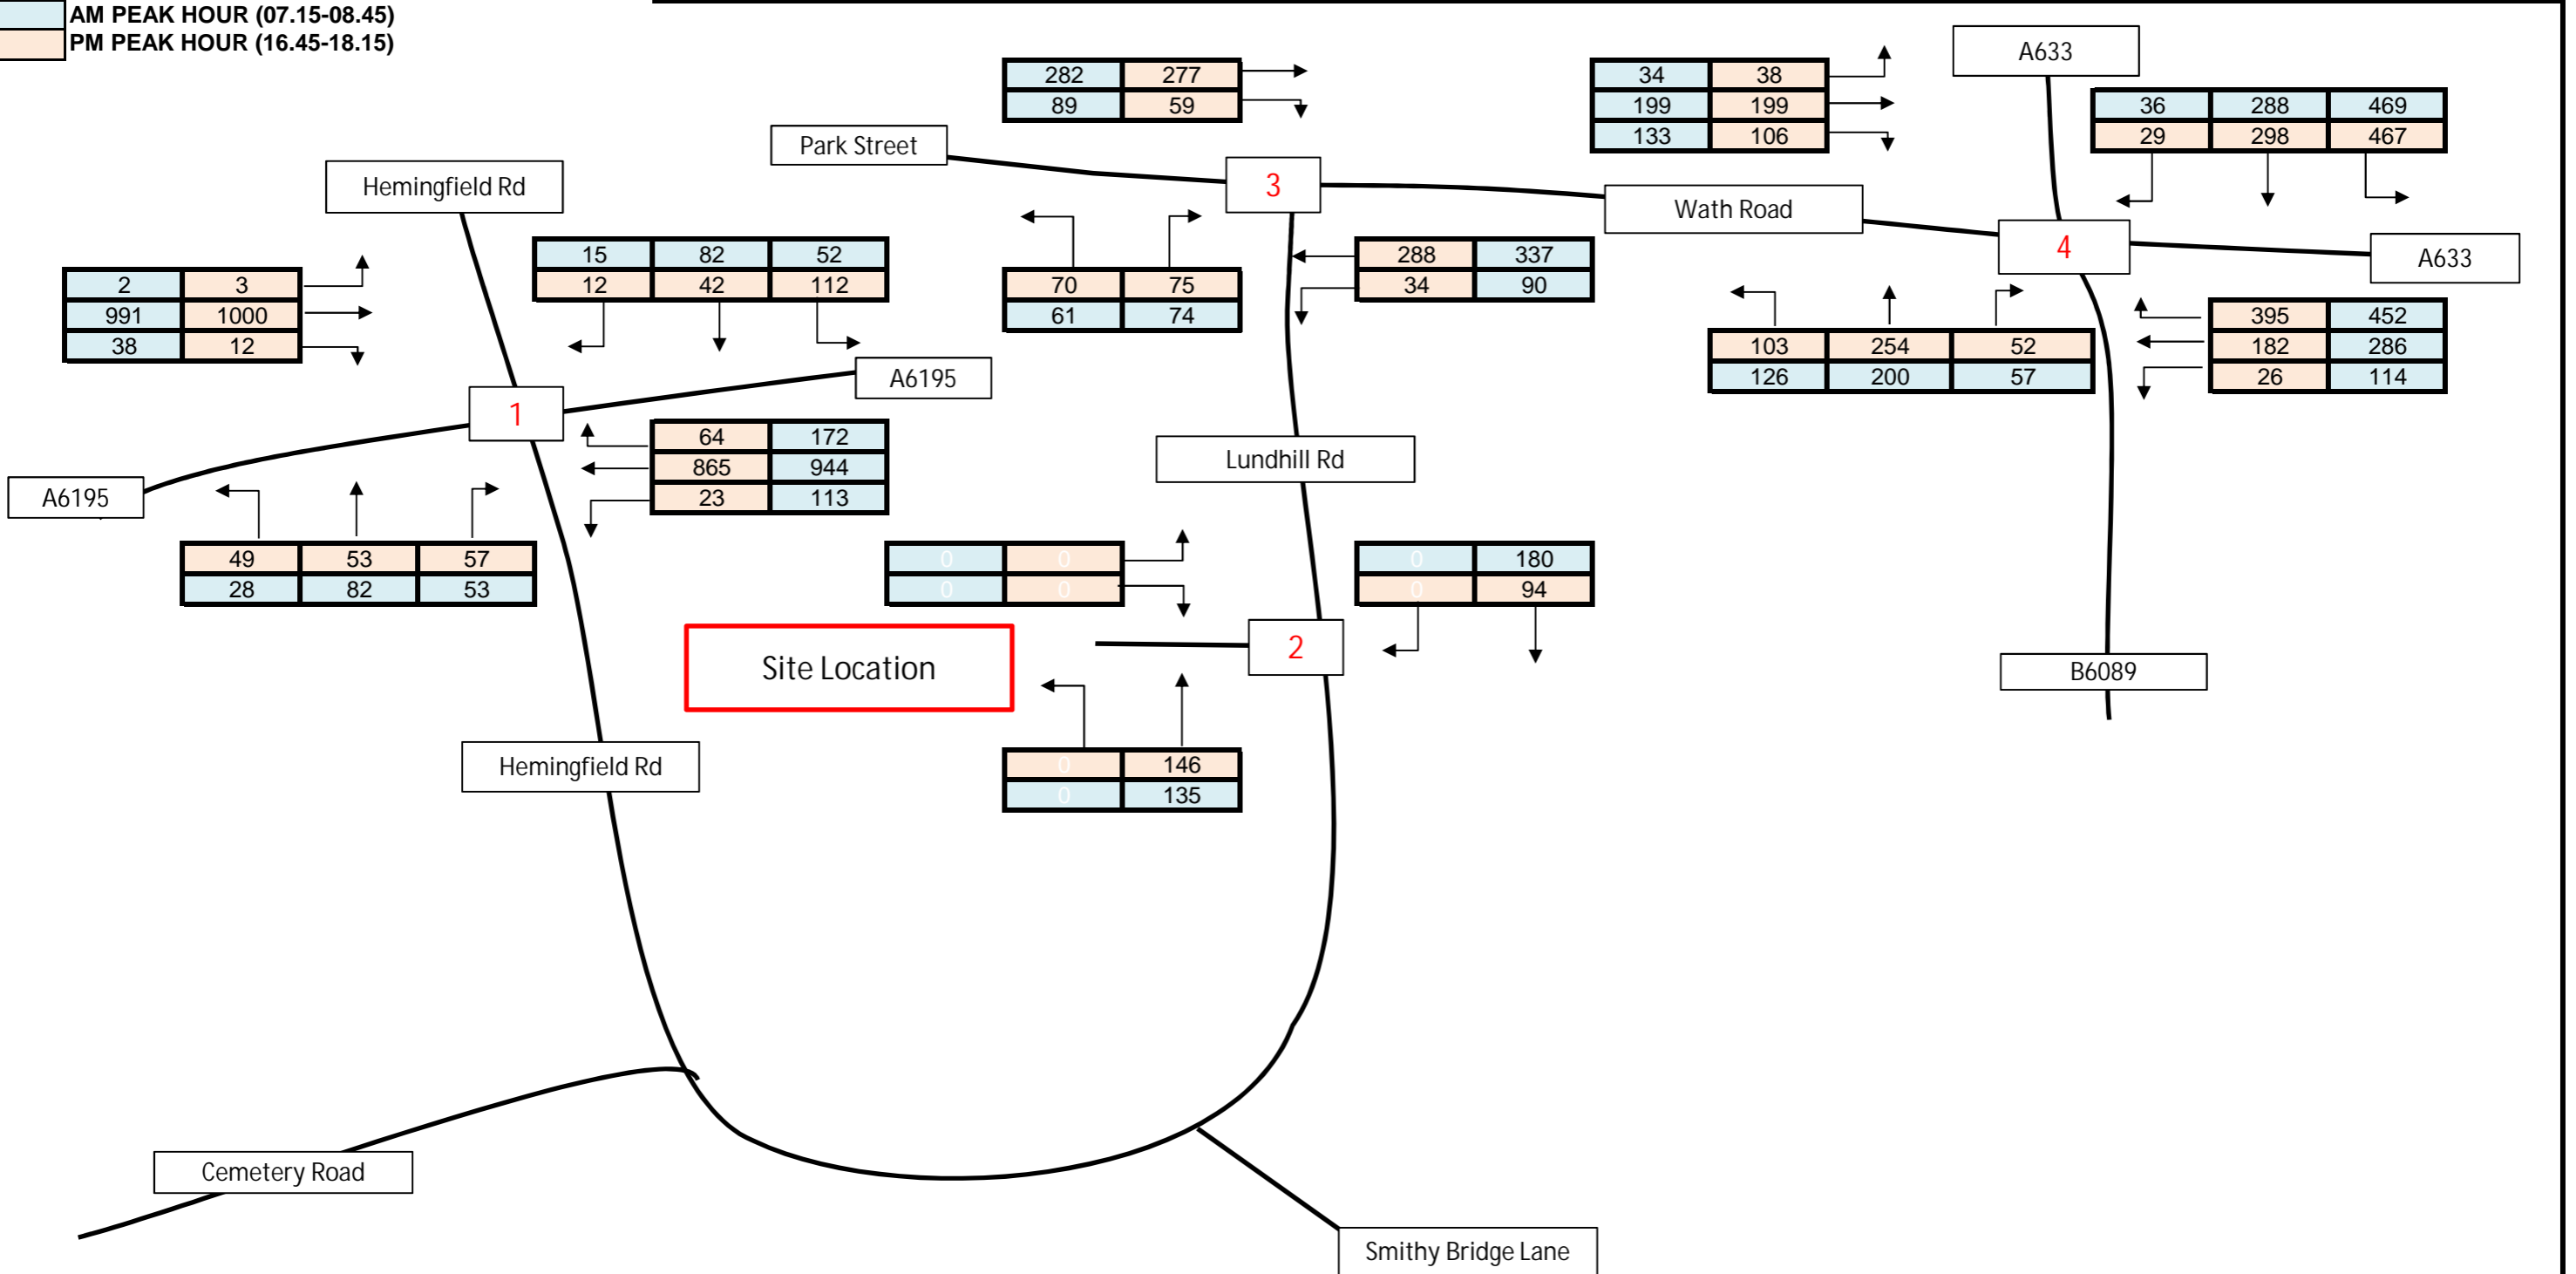 AM PEAK HOUR (07.15-08.45)
PM PEAK HOUR (16.45-18.15)
A633
282 277
89 59
34 38
199 199
133 106
36 288 469
29 298 467
Park Street
Hemingfield Rd
3
Wath Road
4
A633
15 82 52
12 42 112
2 3
991 1000
38 12
70 75
61 74
288 337
34 90
103 254 52
126 200 57
395 452
182 286
26 114
A6195
1
64 172
865 944
23 113
Lundhill Rd
A6195
49 53 57
28 82 53
0 0
0 0
0 180
0 94
Site Location
2
B6089
0 146
0 135
Hemingfield Rd
Cemetery Road
Smithy Bridge Lane